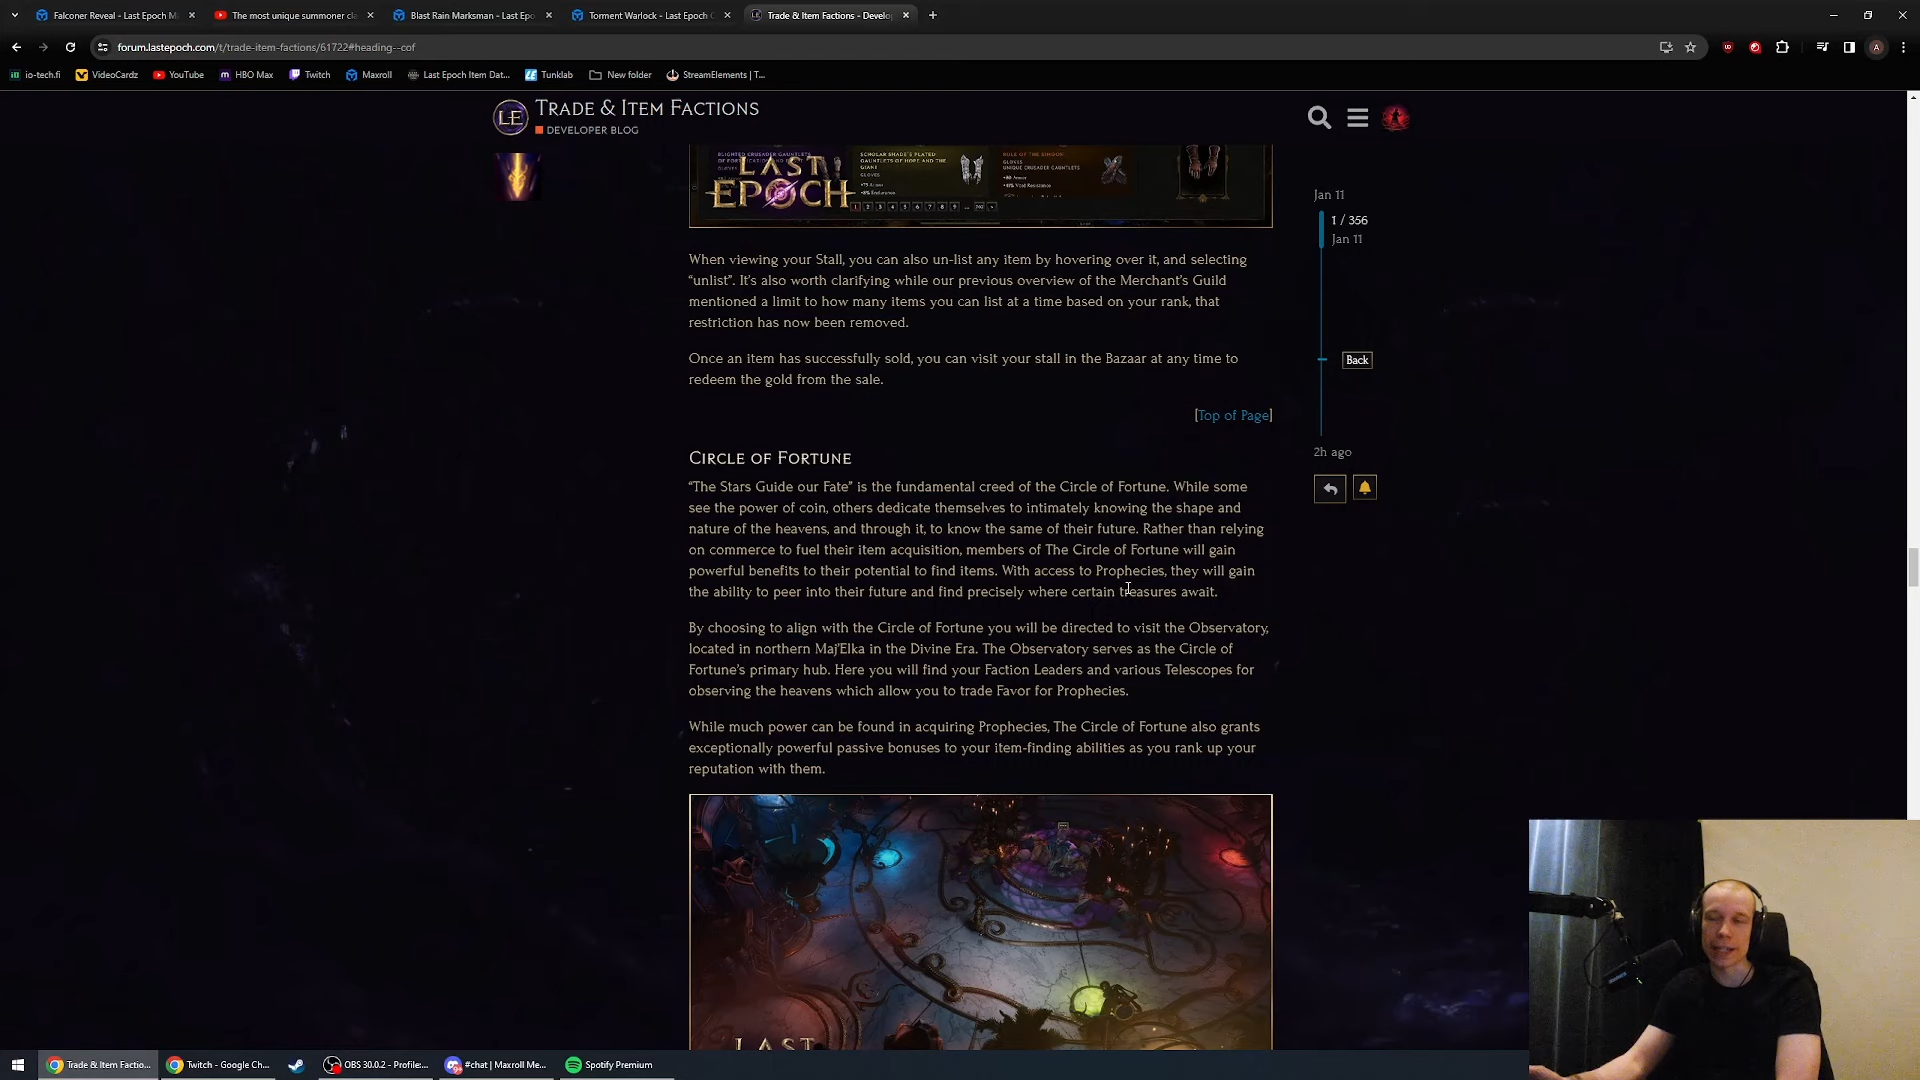 Falconer Reveal - Last Epoch M
The most unique summoner cl
Blast Rain Marksman - Last Epo
Torment Warlock - Last Epoch
Trade & Item Factions - Develo
forum.lastepoch.com/t/trade-item-factions/61722#heading--cof
A
io-tech.fi
VideoCardz
YouTube
HBO Max
Twitch
Maxroll
Last Epoch Item Dat...
Tunklab
New folder
StreamElements | T...
LE
Trade & Item Factions
Developer Blog
LAST EPOCH
Jan 11
1 / 356
Jan 11
Back
2h ago
When viewing your Stall, you can also un-list any item by hovering over it, and selecting
“unlist”. It’s also worth clarifying while our previous overview of the Merchant’s Guild
mentioned a limit to how many items you can list at a time based on your rank, that
restriction has now been removed.
Once an item has successfully sold, you can visit your stall in the Bazaar at any time to
redeem the gold from the sale.
[Top of Page]
Circle of Fortune
“The Stars Guide our Fate” is the fundamental creed of the Circle of Fortune. While some
see the power of coin, others dedicate themselves to intimately knowing the shape and
nature of the heavens, and through it, to know the same of their future. Rather than relying
on commerce to fuel their item acquisition, members of The Circle of Fortune will gain
powerful benefits to their potential to find items. With access to Prophecies, they will gain
the ability to peer into their future and find precisely where certain treasures await.
By choosing to align with the Circle of Fortune you will be directed to visit the Observatory,
located in northern Maj’Elka in the Divine Era. The Observatory serves as the Circle of
Fortune’s primary hub. Here you will find your Faction Leaders and various Telescopes for
observing the heavens which allow you to trade Favor for Prophecies.
While much power can be found in acquiring Prophecies, The Circle of Fortune also grants
exceptionally powerful passive bonuses to your item-finding abilities as you rank up your
reputation with them.
LAST
Trade & Item Factio...
Twitch - Google Ch...
OBS 30.0.2 - Profile:...
#chat | Maxroll Me...
Spotify Premium